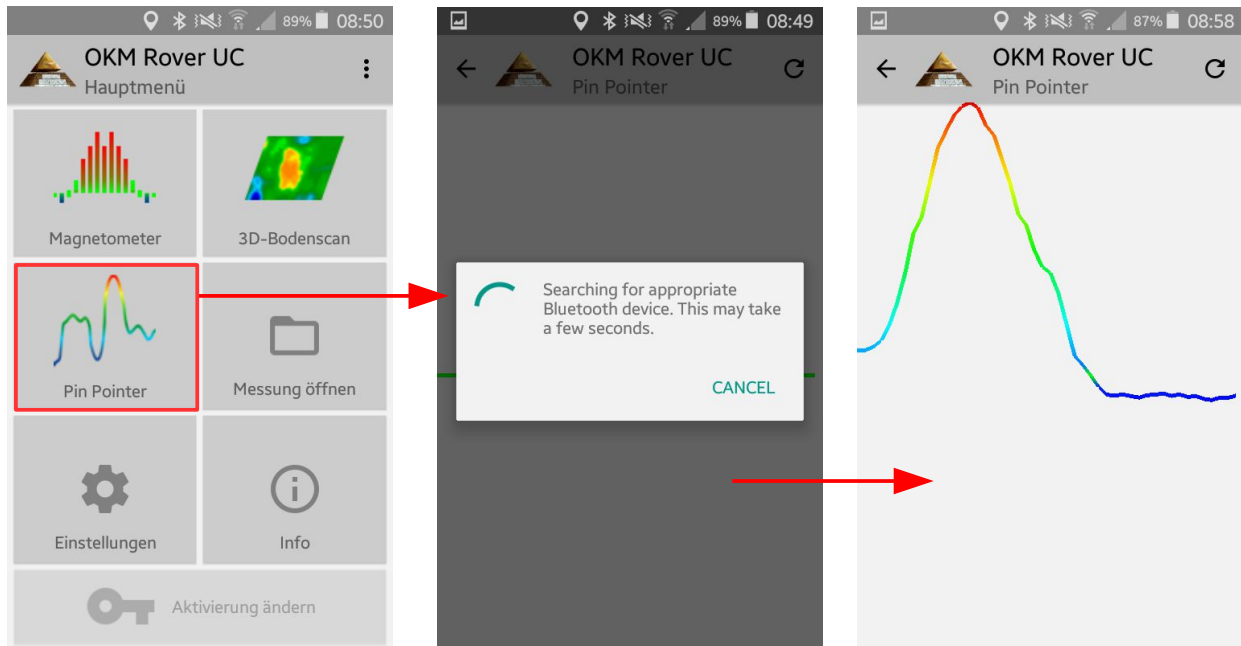 89% 08:50
OKM Rover UC
Hauptmenü
Magnetometer
3D-Bodenscan
Pin Pointer
Messung öffnen
Einstellungen
Info
Aktivierung ändern
89% 08:49
OKM Rover UC
Pin Pointer
Searching for appropriate
Bluetooth device. This may take
a few seconds.
CANCEL
87% 08:58
OKM Rover UC
Pin Pointer